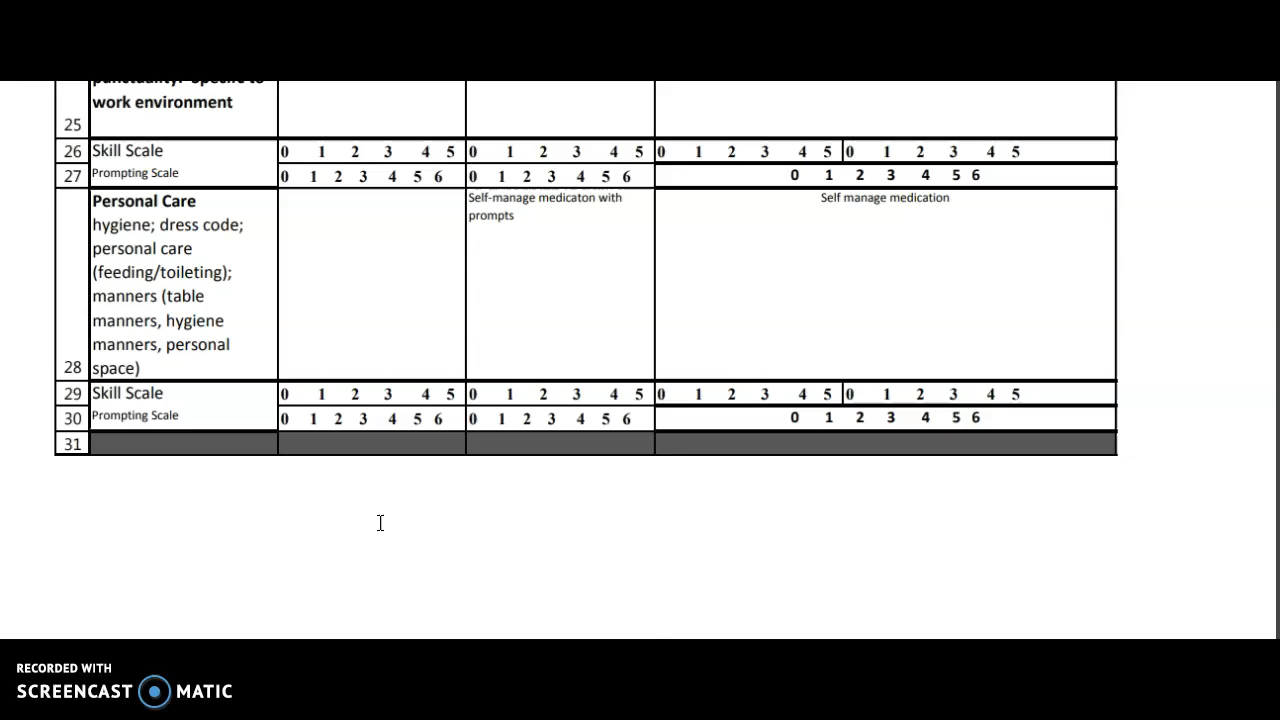 punctuality. Specific to
work environment
25
26 Skill Scale 0 1 2 3 4 5 0 1 2 3 4 5 0 1 2 3 4 5 0 1 2 3 4 5
27 Prompting Scale 0 1 2 3 4 5 6 0 1 2 3 4 5 6 0 1 2 3 4 5 6
Personal Care Self-manage medicaton with Self manage medication
prompts
hygiene; dress code;
personal care
(feeding/toileting);
manners (table
manners, hygiene
manners, personal
28 space)
29 Skill Scale 0 1 2 3 4 5 0 1 2 3 4 5 0 1 2 3 4 5 0 1 2 3 4 5
30 Prompting Scale 0 1 2 3 4 5 6 0 1 2 3 4 5 6 0 1 2 3 4 5 6
31
RECORDED WITH
SCREENCAST MATIC